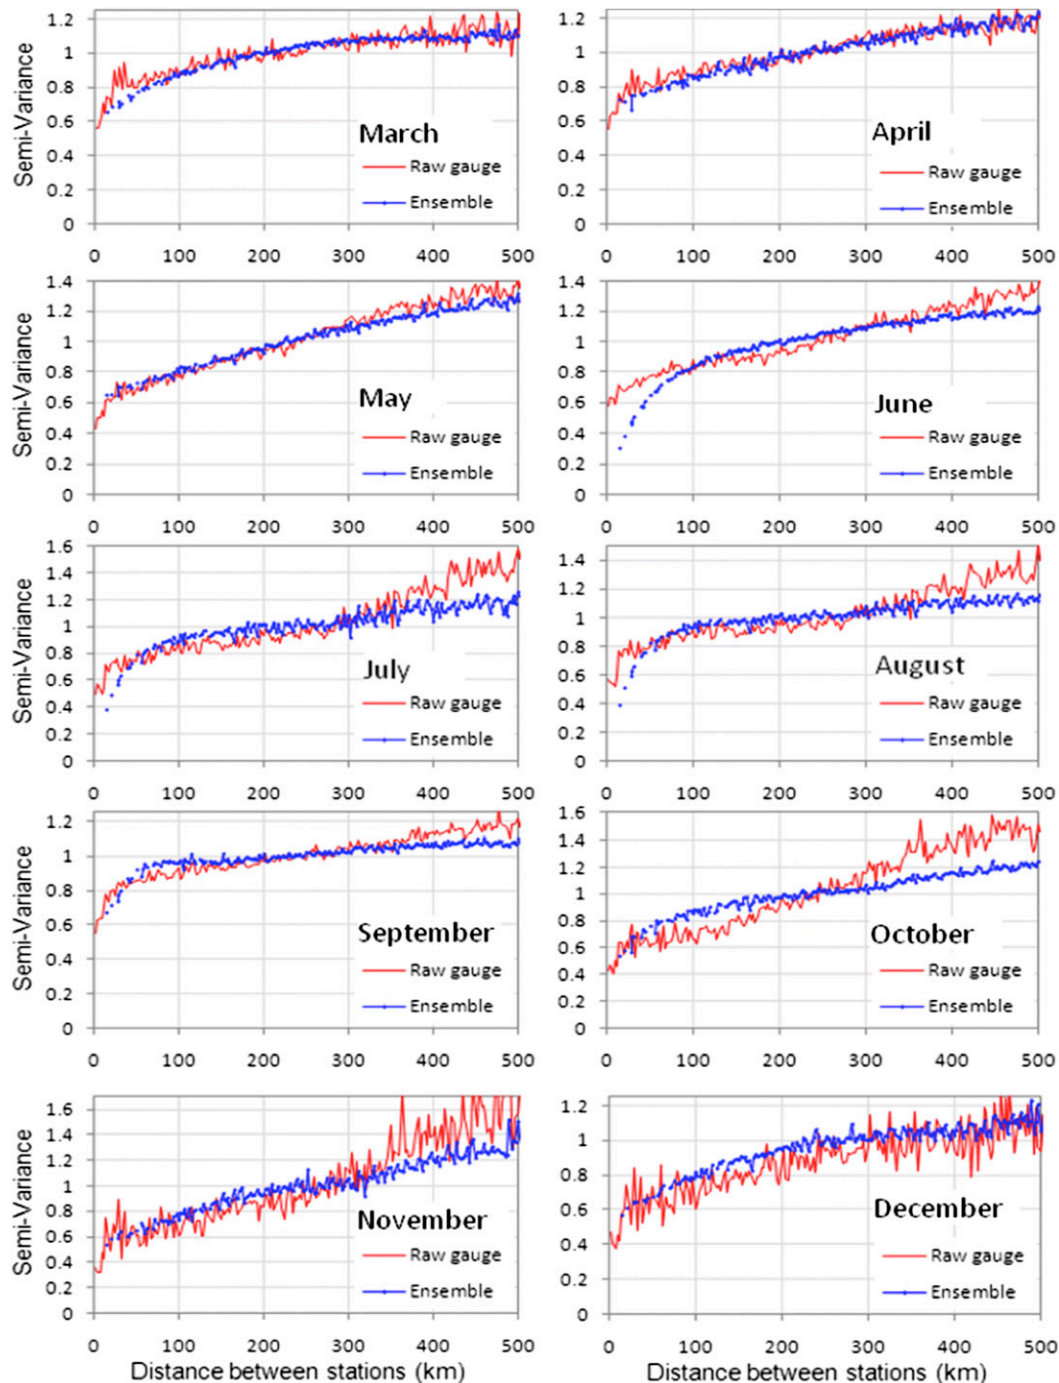 Semi-Variance
1.2
1
0.8
0.6
0.4
0.2
0
March
Raw gauge
Ensemble
0 100 200 300 400 500
1.2
1
0.8
0.6
0.4
0.2
0
April
Raw gauge
Ensemble
0 100 200 300 400 500
Semi-Variance
1.4
1.2
1
0.8
0.6
0.4
0.2
0
May
Raw gauge
Ensemble
0 100 200 300 400 500
1.4
1.2
1
0.8
0.6
0.4
0.2
0
June
Raw gauge
Ensemble
0 100 200 300 400 500
Semi-Variance
1.6
1.4
1.2
1
0.8
0.6
0.4
0.2
0
July
Raw gauge
Ensemble
0 100 200 300 400 500
1.4
1.2
1
0.8
0.6
0.4
0.2
0
August
Raw gauge
Ensemble
0 100 200 300 400 500
Semi-Variance
1.2
1
0.8
0.6
0.4
0.2
0
September
Raw gauge
Ensemble
0 100 200 300 400 500
1.6
1.4
1.2
1
0.8
0.6
0.4
0.2
0
October
Raw gauge
Ensemble
0 100 200 300 400 500
Semi-Variance
1.6
1.4
1.2
1
0.8
0.6
0.4
0.2
0
November
Raw gauge
Ensemble
0 100 200 300 400 500
Distance between stations (km)
1.2
1
0.8
0.6
0.4
0.2
0
December
Raw gauge
Ensemble
0 100 200 300 400 500
Distance between stations (km)